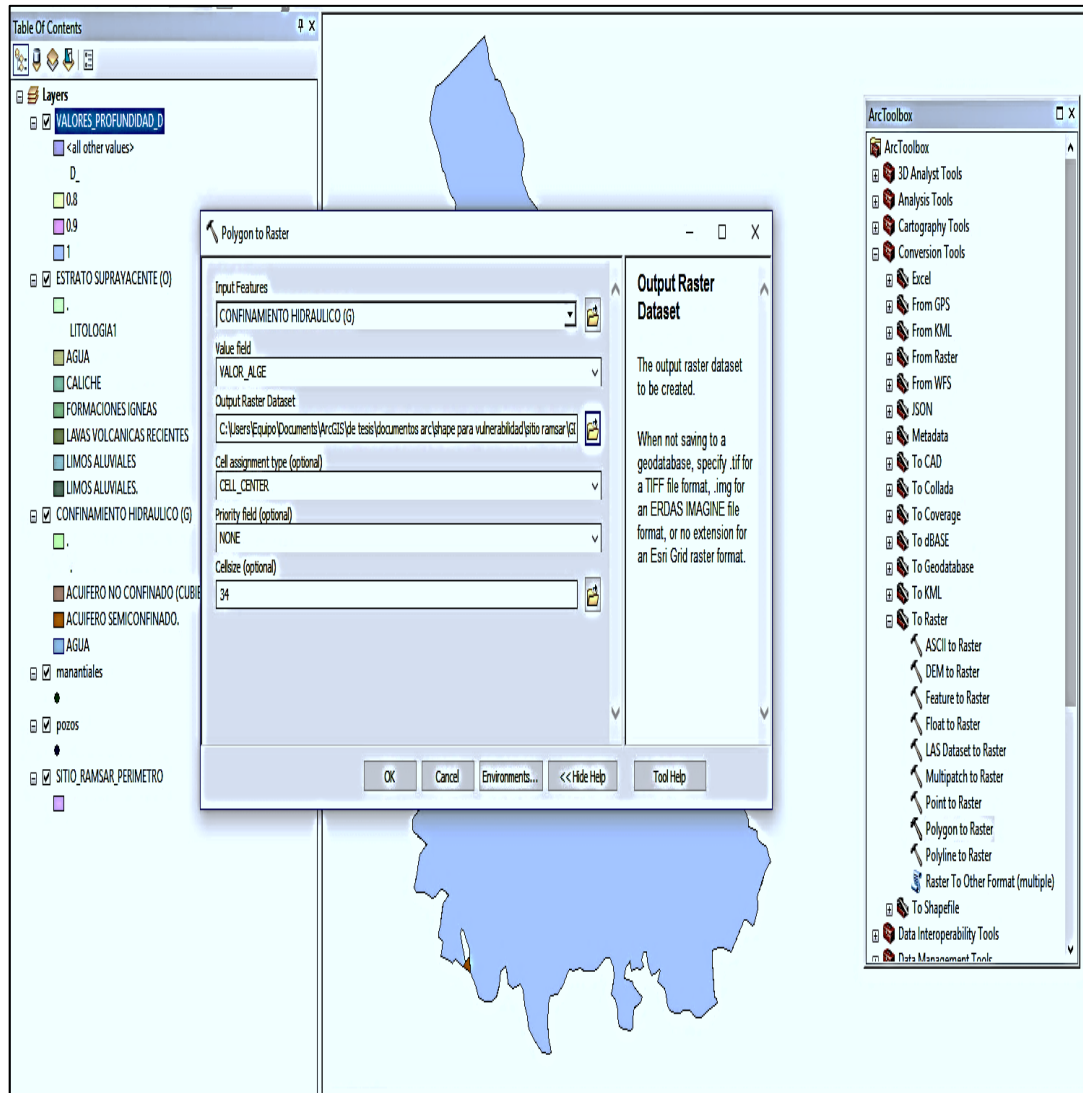 Table Of Contents
Layers
VALORES_PROFUNDIDAD_D
<all other values>
D_
0.8
0.9
1
ESTRATO SUPRAYACENTE (O)
.
LITOLOGIA1
AGUA
CALICHE
FORMACIONES IGNEAS
LAVAS VOLCANICAS RECIENTES
LIMOS ALUVIALES
LIMOS ALUVIALES.
CONFINAMIENTO HIDRAULICO (G)
.
.
ACUIFERO NO CONFINADO (CUBIE
ACUIFERO SEMICONFINADO.
AGUA
manantiales
pozos
SITIO_RAMSAR_PERIMETRO
Polygon to Raster
Input Features
CONFINAMIENTO HIDRAULICO (G)
Value field
VALOR_ALGE
Output Raster Dataset
C:\Users\Equipo\Documents\ArcGIS\de tesis\documentos arc\shape para vulnerabilidad\sitio ramsar\GI
Cell assignment type (optional)
CELL_CENTER
Priority field (optional)
NONE
Cellsize (optional)
34
OK
Cancel
Environments...
<< Hide Help
Tool Help
Output Raster
Dataset
The output raster dataset
to be created.
When not saving to a
geodatabase, specify .tif for
a TIFF file format, .img for
an ERDAS IMAGINE file
format, or no extension for
an Esri Grid raster format.
ArcToolbox
ArcToolbox
3D Analyst Tools
Analysis Tools
Cartography Tools
Conversion Tools
Excel
From GPS
From KML
From Raster
From WFS
JSON
Metadata
To CAD
To Collada
To Coverage
To dBASE
To Geodatabase
To KML
To Raster
ASCII to Raster
DEM to Raster
Feature to Raster
Float to Raster
LAS Dataset to Raster
Multipatch to Raster
Point to Raster
Polygon to Raster
Polyline to Raster
Raster To Other Format (multiple)
To Shapefile
Data Interoperability Tools
Data Management Tools